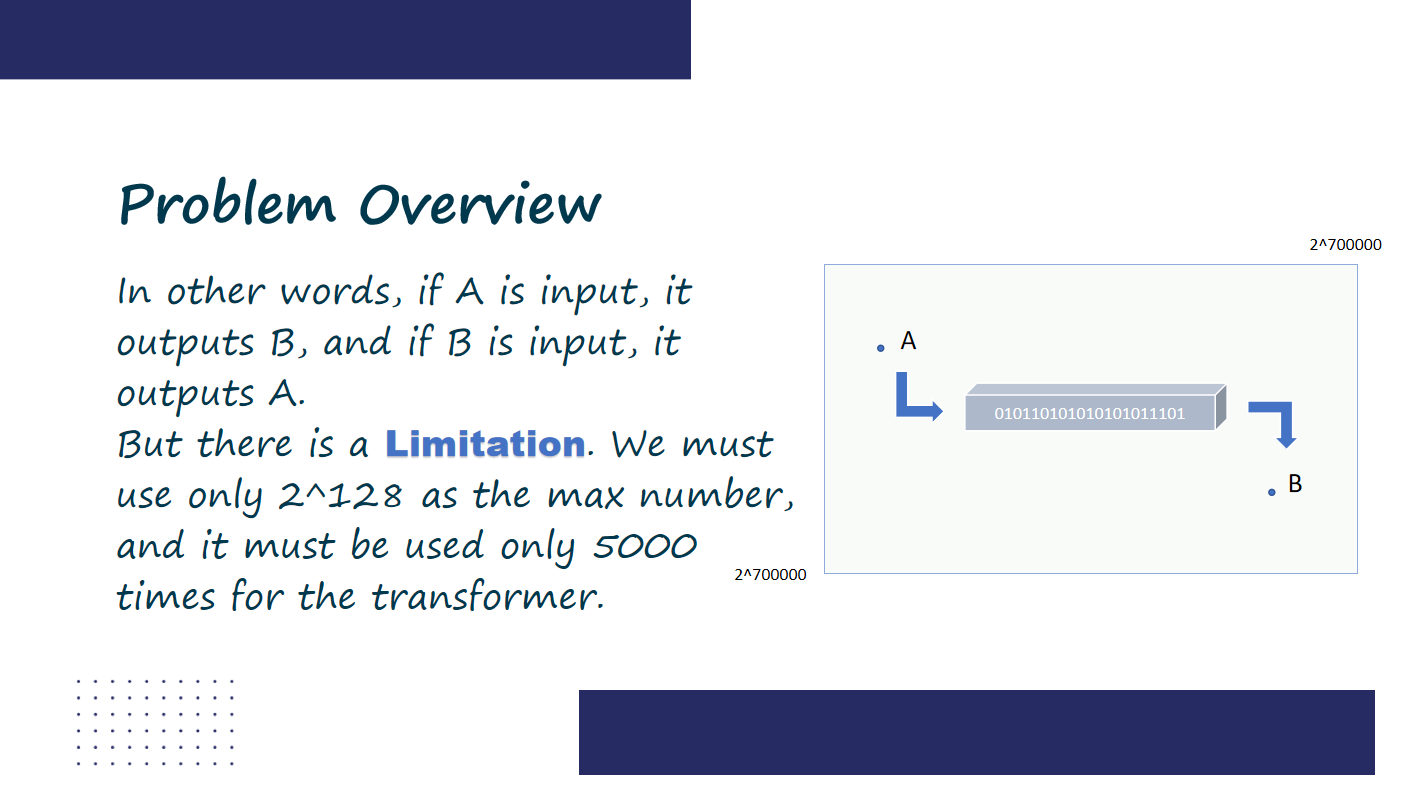 Problem Overview
In other words, if A is input, it
outputs B, and if B is input, it
outputs A.
But there is a Limitation. We must
use only 2^128 as the max number,
and it must be used only 5000
times for the transformer.
2^700000
A
010110101010101011101
B
2^700000